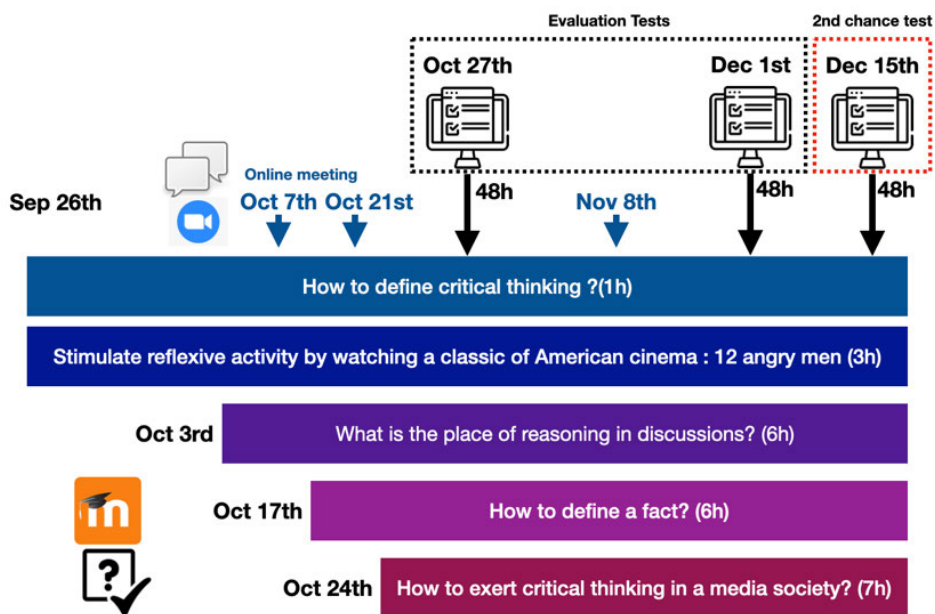 Evaluation Tests
2nd chance test
Oct 27th
Dec 1st
Dec 15th
Online meeting
Sep 26th
Oct 7th
Oct 21st
48h
Nov 8th
48h
48h
How to define critical thinking ?(1h)
Stimulate reflexive activity by watching a classic of American cinema : 12 angry men (3h)
Oct 3rd
What is the place of reasoning in discussions? (6h)
m
Oct 17th
How to define a fact? (6h)
?
Oct 24th
How to exert critical thinking in a media society? (7h)